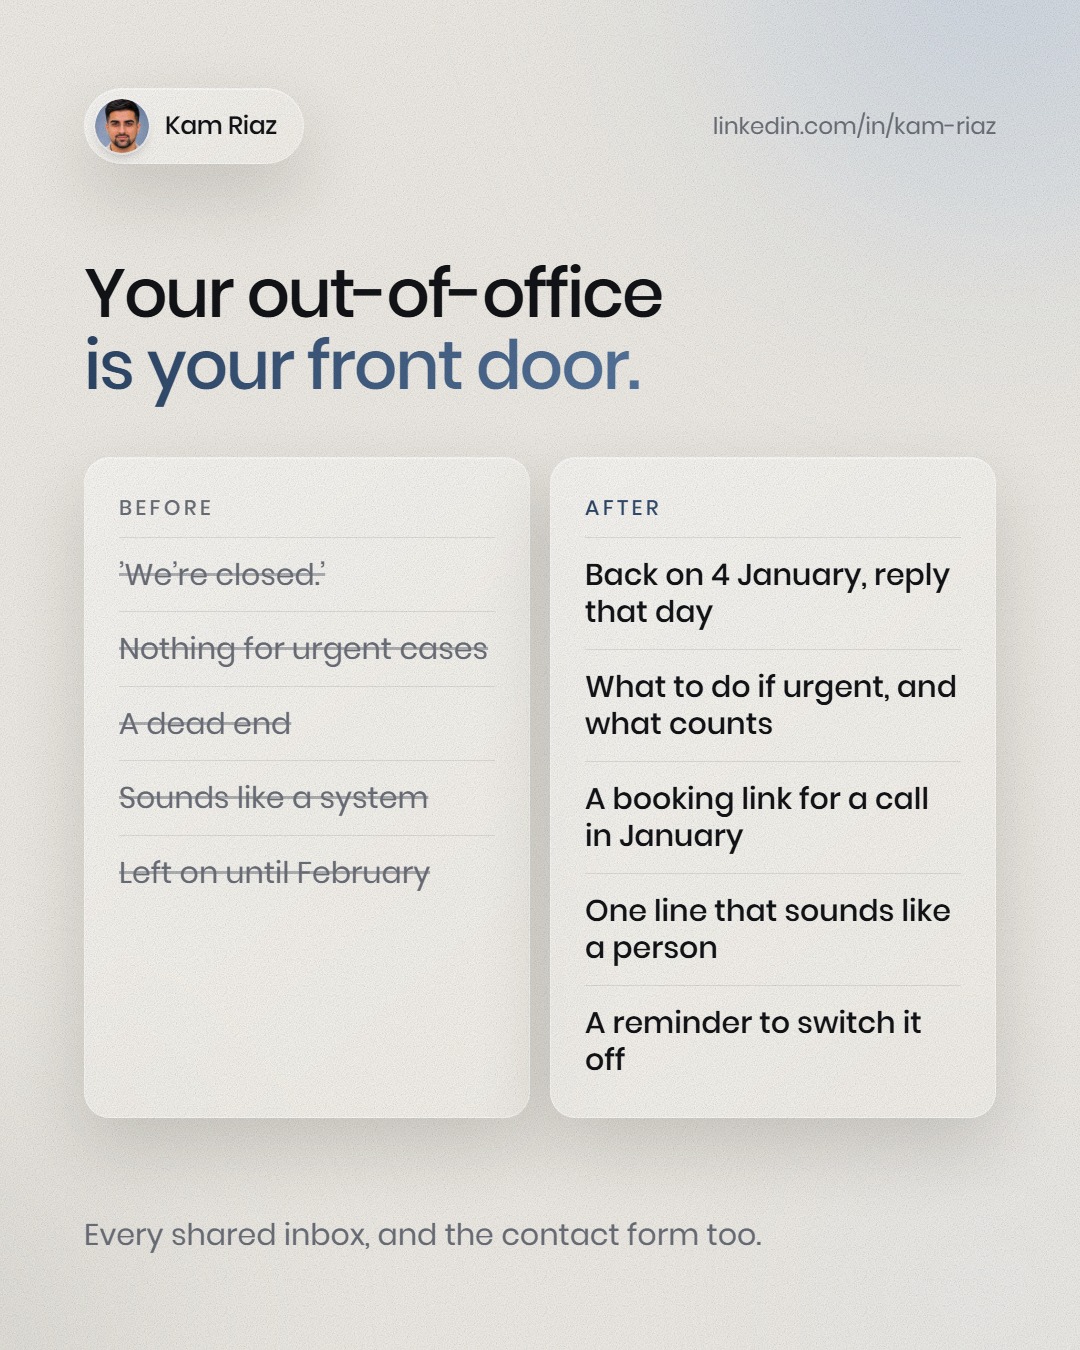 Kam Riaz
linkedin.com/in/kam-riaz
Your out-of-office
is your front door.
BEFORE
’We’re closed.’
Nothing for urgent cases
A dead end
Sounds like a system
Left on until February
AFTER
Back on 4 January, reply
that day
What to do if urgent, and
what counts
A booking link for a call
in January
One line that sounds like
a person
A reminder to switch it
off
Every shared inbox, and the contact form too.